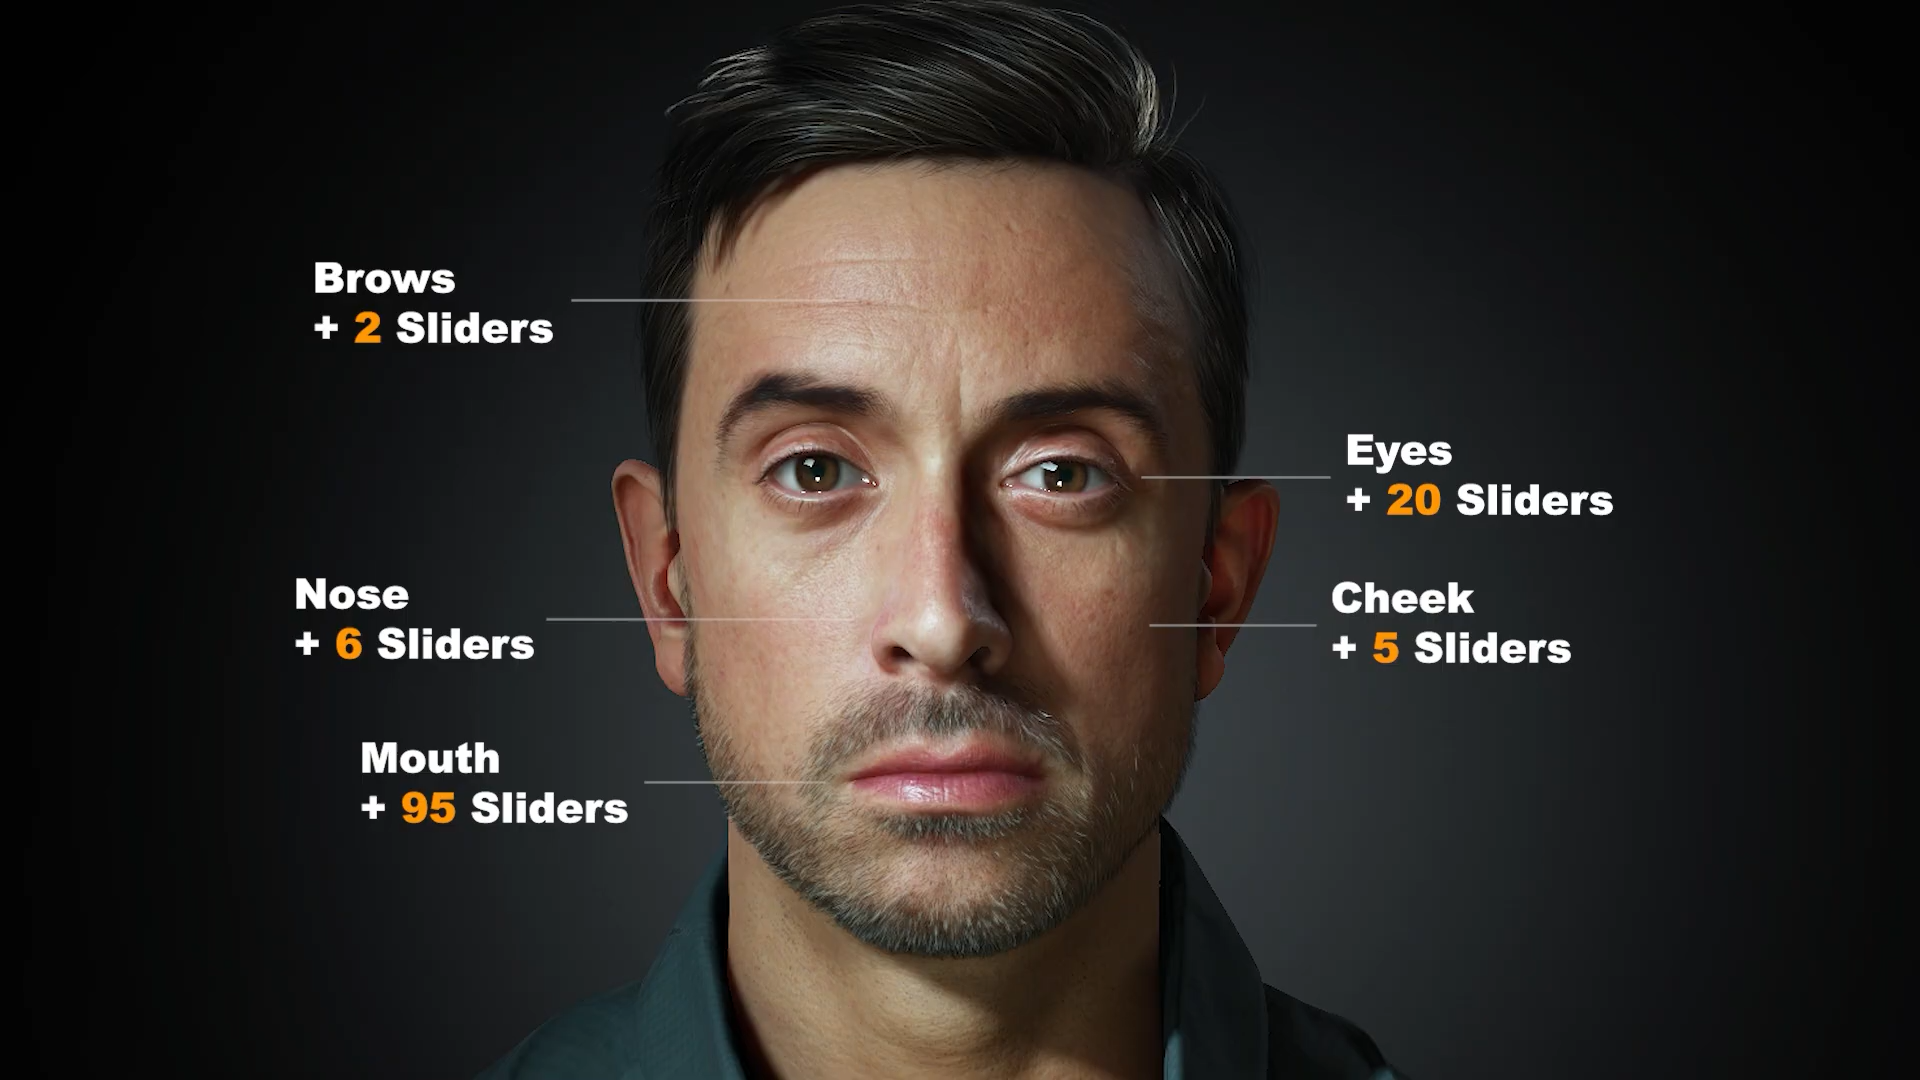 Brows
+ 2 Sliders
Eyes
+ 20 Sliders
Nose
+ 6 Sliders
Cheek
+ 5 Sliders
Mouth
+ 95 Sliders